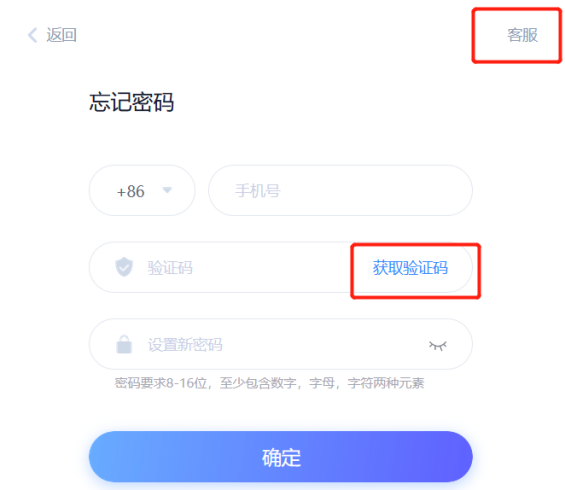 返回
客服
忘记密码
+86 手机号
验证码 获取验证码
设置新密码
密码要求8-16位，至少包含数字，字母，字符两种元素
确定